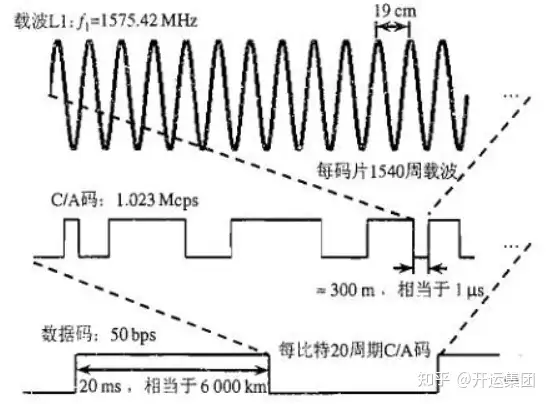 载波L1:f₁=1575.42 MHz
19 cm
...
每码片1540周载波
C/A码：1.023 Mcps
...
≈300 m，相当于1 μs
数据码：50 bps
每比特20周期C/A码
20 ms，相当于6 000 km
知乎 @开运集团